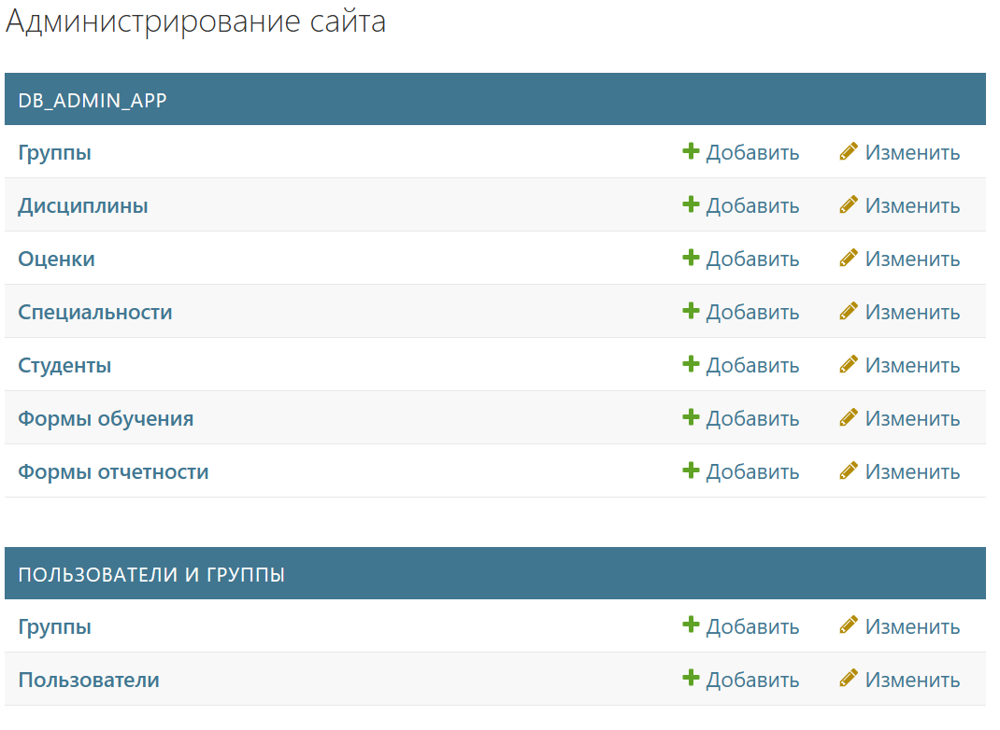 Администрирование сайта
DB_ADMIN_APP
Группы Добавить Изменить
Дисциплины Добавить Изменить
Оценки Добавить Изменить
Специальности Добавить Изменить
Студенты Добавить Изменить
Формы обучения Добавить Изменить
Формы отчетности Добавить Изменить
ПОЛЬЗОВАТЕЛИ И ГРУППЫ
Группы Добавить Изменить
Пользователи Добавить Изменить